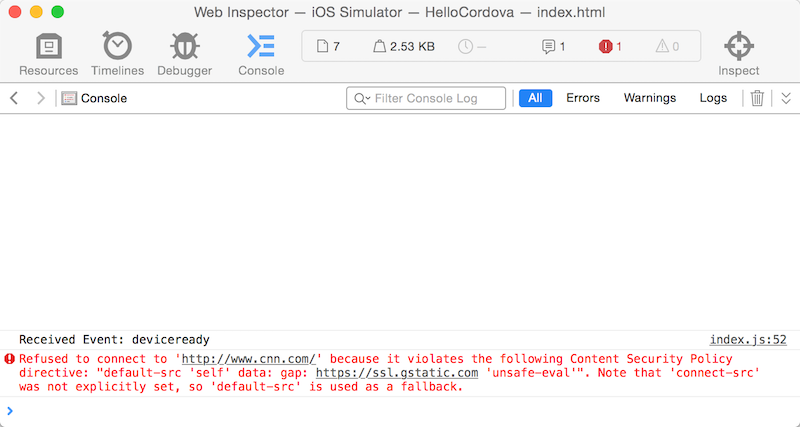 Web Inspector — iOS Simulator — HelloCordova — index.html
7 2.53 KB — 1 1 0
Resources Timelines Debugger Console Inspect
Console Filter Console Log All Errors Warnings Logs
Received Event: deviceready index.js:52
Refused to connect to 'http://www.cnn.com/' because it violates the following Content Security Policy
directive: "default-src 'self' data: gap: https://ssl.gstatic.com 'unsafe-eval'". Note that 'connect-src'
was not explicitly set, so 'default-src' is used as a fallback.